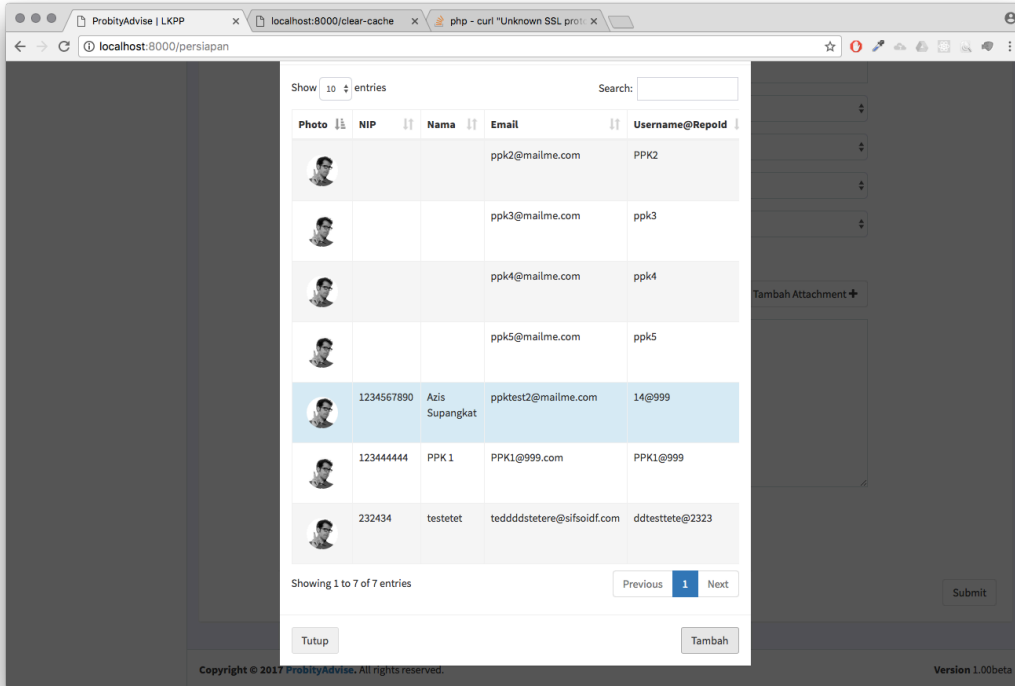 ProbityAdvise | LKPP
localhost:8000/clear-cache
php - curl "Unknown SSL proto
localhost:8000/persiapan
Show 10 entries
Search:
Photo NIP Nama Email Username@RepoId
ppk2@mailme.com PPK2
ppk3@mailme.com ppk3
ppk4@mailme.com ppk4
Tambah Attachment
ppk5@mailme.com ppk5
1234567890 Azis Supangkat ppktest2@mailme.com 14@999
123444444 PPK 1 PPK1@999.com PPK1@999
232434 testetet teddddstetere@sifsoidf.com ddtesttete@2323
Showing 1 to 7 of 7 entries
Previous 1 Next
Submit
Tutup Tambah
Copyright © 2017 ProbityAdvise. All rights reserved.
Version 1.00beta